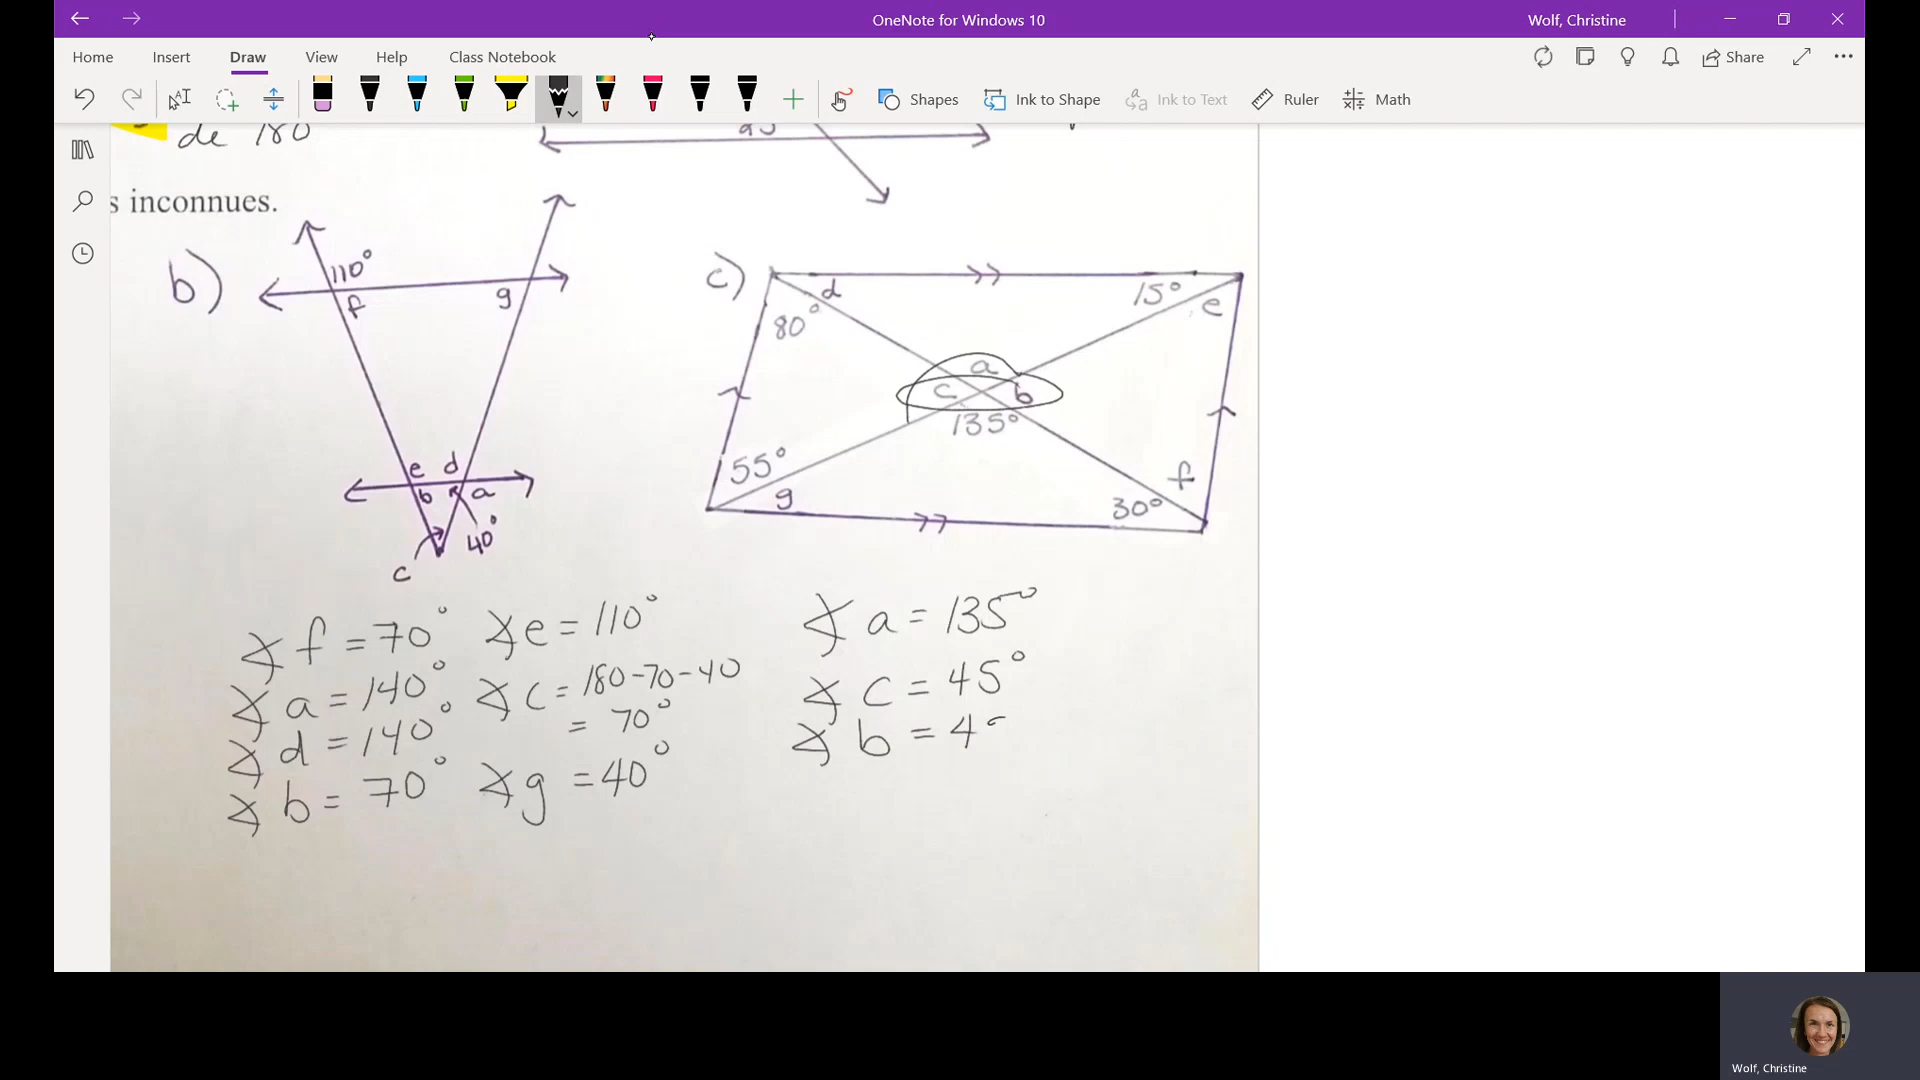 OneNote for Windows 10
Wolf, Christine
Home Insert Draw View Help Class Notebook
Share
Shapes Ink to Shape Ink to Text Ruler Math
de 180
s inconnues.
b)
110°
f g
e d
b a
40°
c
c)
d 15° e
80°
a
c b
135°
55° f
g 30°
∢ f = 70° ∢ e = 110°
∢ a = 140° ∢ c = 180-70-40
= 70°
∢ d = 140°
∢ b = 70° ∢ g = 40°
∢ a = 135°
∢ c = 45°
∢ b = 4
Wolf, Christine